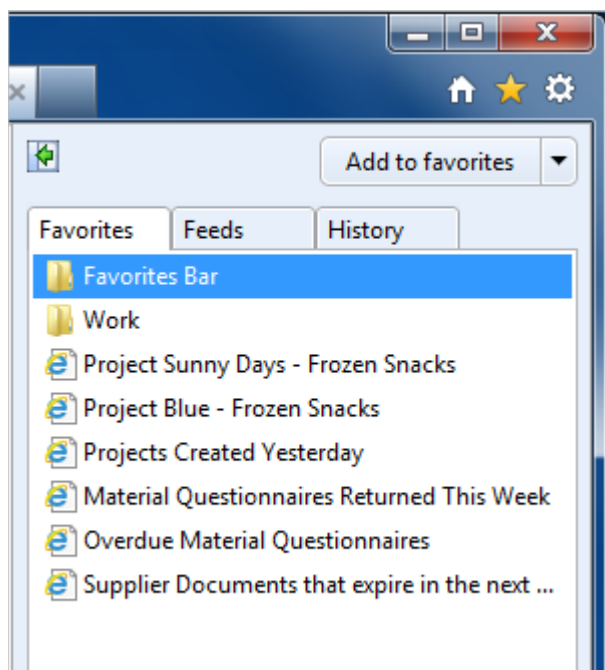 Add to favorites
Favorites
Feeds
History
Favorites Bar
Work
Project Sunny Days - Frozen Snacks
Project Blue - Frozen Snacks
Projects Created Yesterday
Material Questionnaires Returned This Week
Overdue Material Questionnaires
Supplier Documents that expire in the next ...